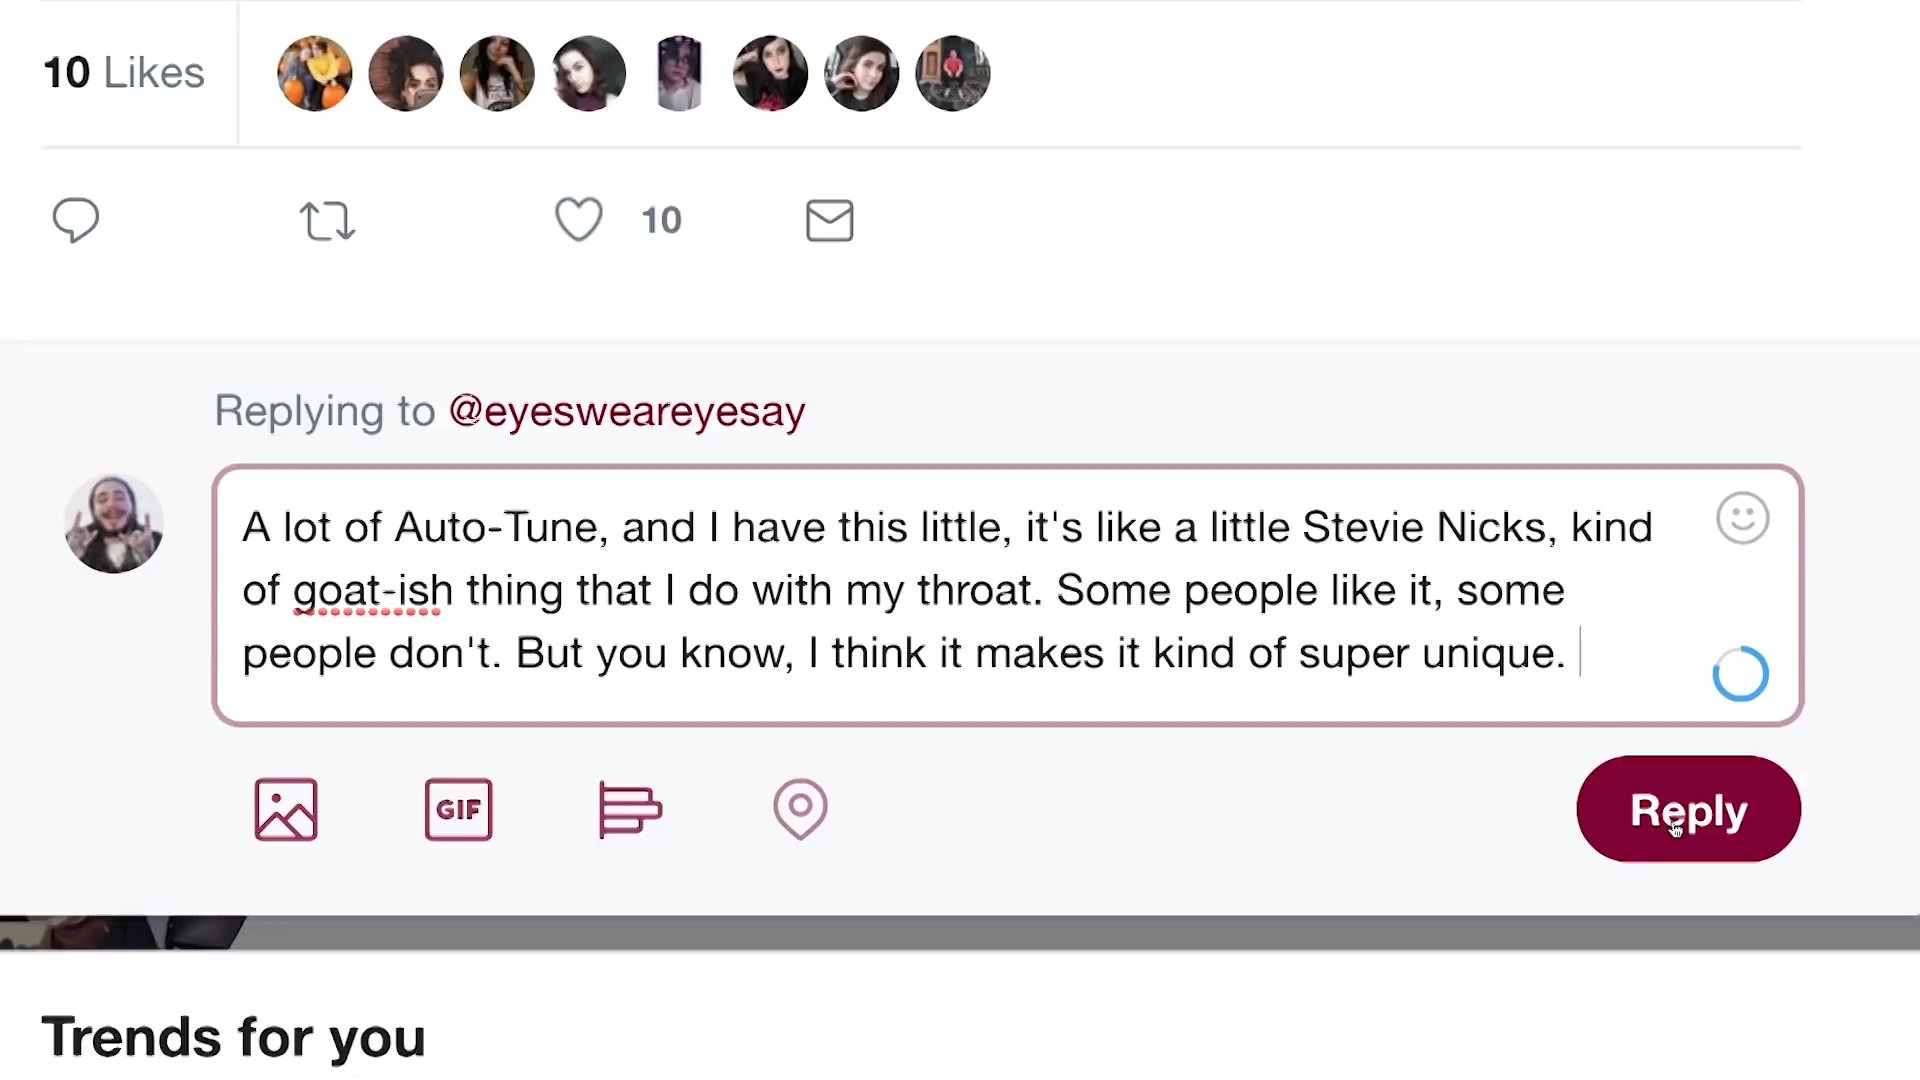 10 Likes
10
Replying to @eyesweareyesay
A lot of Auto-Tune, and I have this little, it's like a little Stevie Nicks, kind
of goat-ish thing that I do with my throat. Some people like it, some
people don't. But you know, I think it makes it kind of super unique.
GIF
Reply
Trends for you